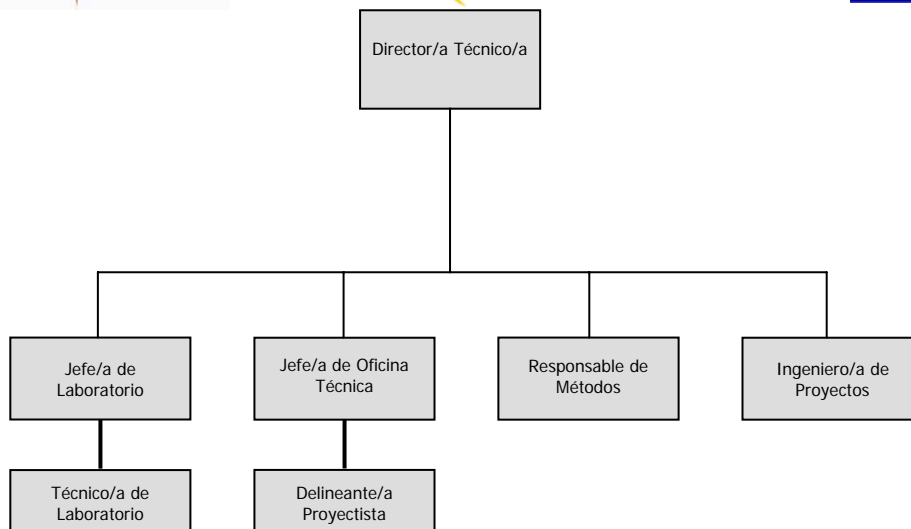 Director/a Técnico/a
Jefe/a de
Laboratorio
Jefe/a de Oficina
Técnica
Responsable de
Métodos
Ingeniero/a de
Proyectos
Técnico/a de
Laboratorio
Delineante/a
Proyectista